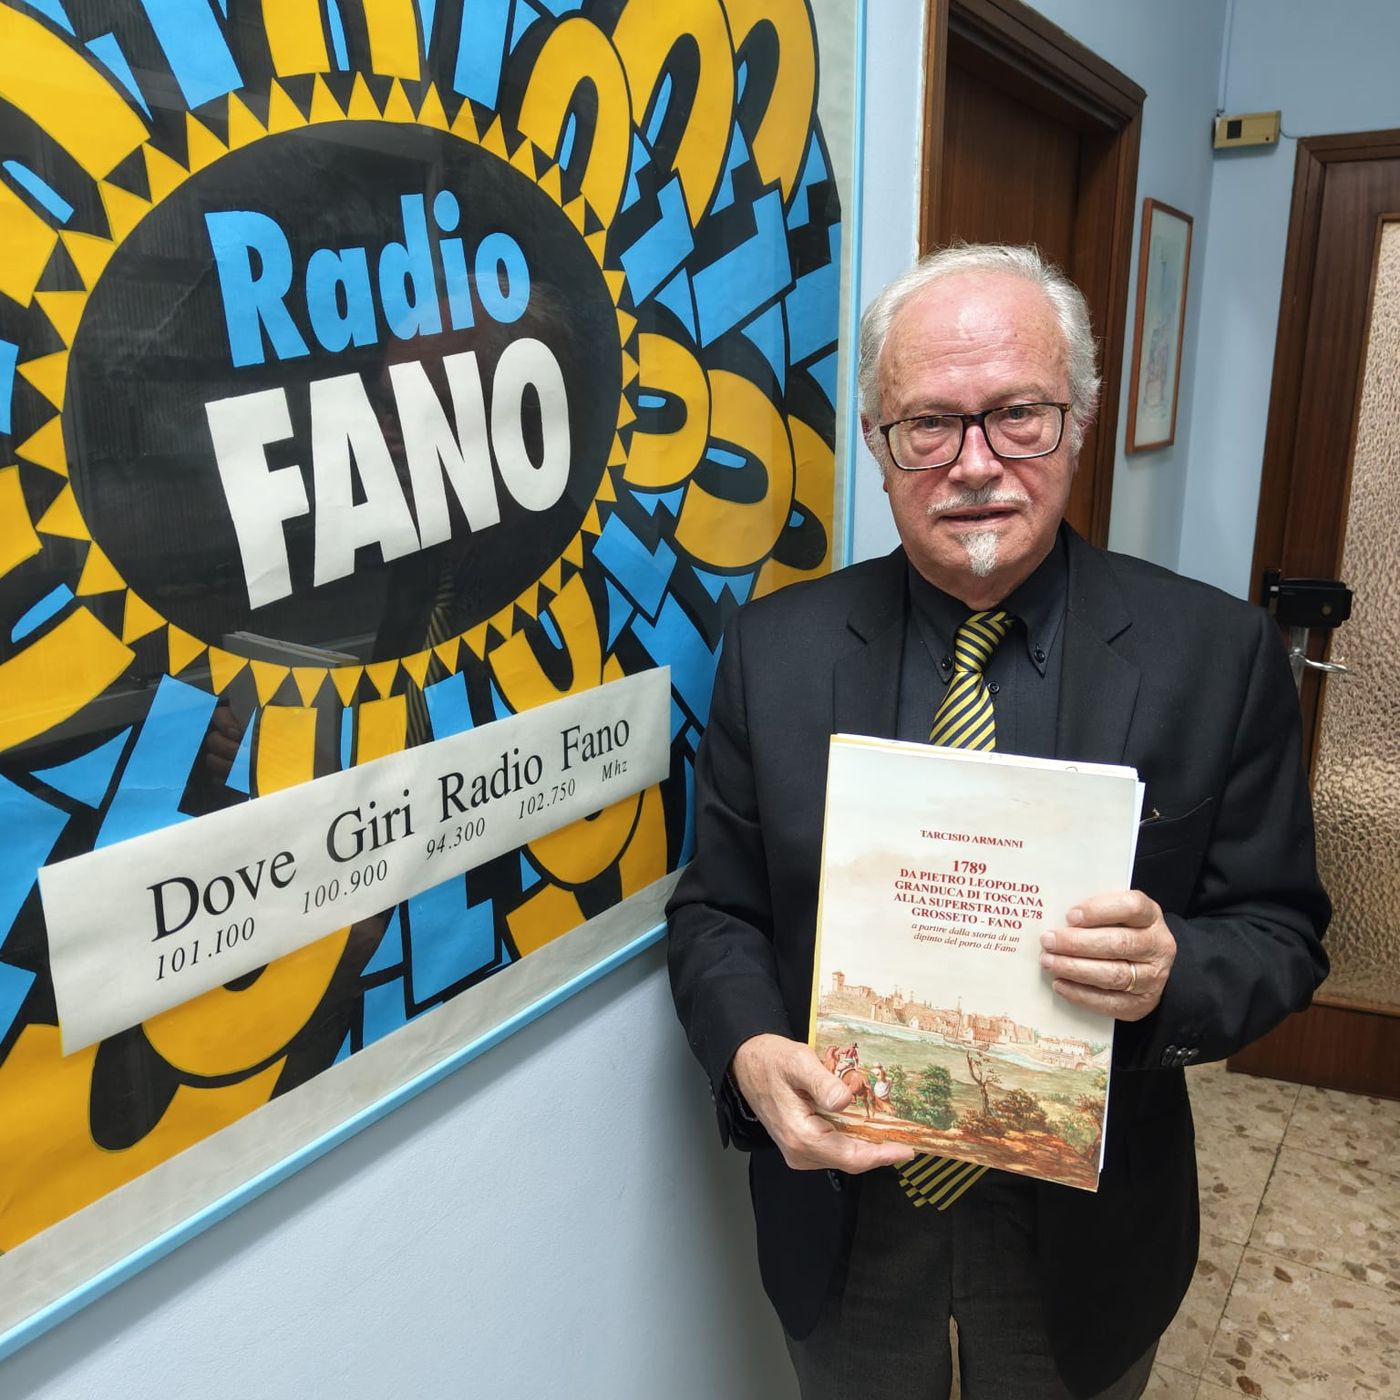 Radio
FANO
Dove Giri Radio Fano
101.100 100.900 94.300 102.750 Mhz
TARCISIO ARMANNI
1789
DA PIETRO LEOPOLDO
GRANDUCA DI TOSCANA
ALLA SUPERSTRADA E78
GROSSETO - FANO
a partire dalla storia di un
dipinto del porto di Fano